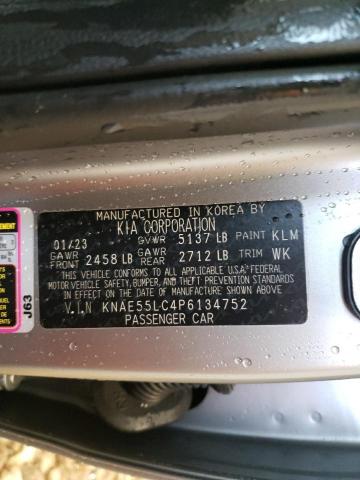 MANUFACTURED IN KOREA BY
KIA CORPORATION
01/23 GVWR 5137 LB PAINT KLM
GAWR FRONT 2458 LB GAWR REAR 2712 LB TRIM WK
THIS VEHICLE CONFORMS TO ALL APPLICABLE U.S.A. FEDERAL
MOTOR VEHICLE SAFETY, BUMPER, AND THEFT PREVENTION STANDARDS
IN EFFECT ON THE DATE OF MANUFACTURE SHOWN ABOVE.
V.I.N KNAE55LC4P6134752
PASSENGER CAR
J63